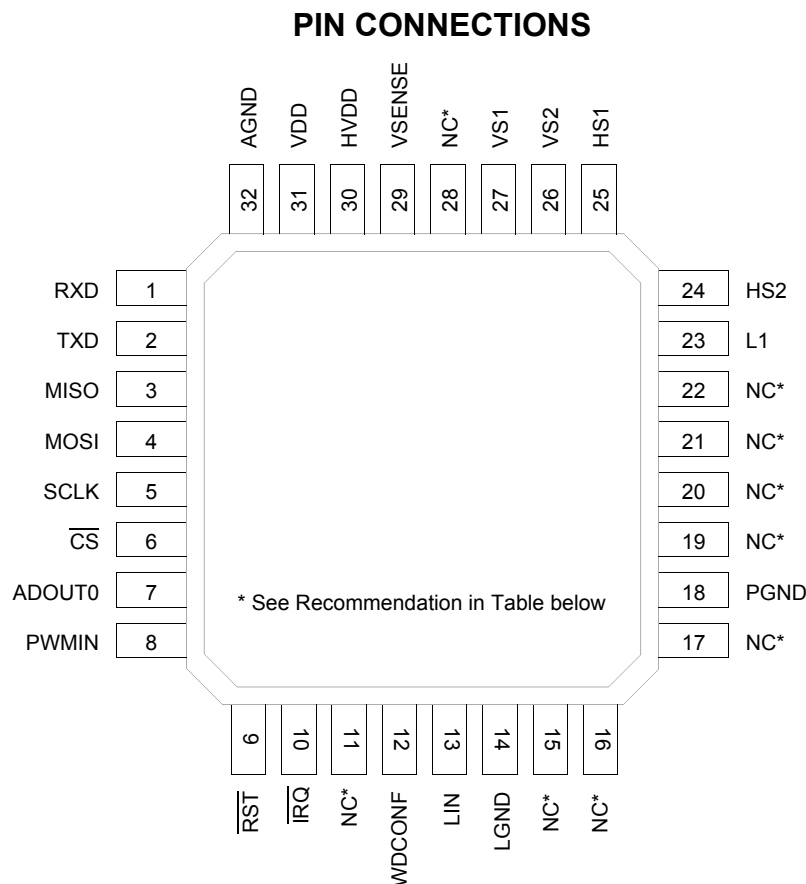 PIN CONNECTIONS
AGND
VDD
HVDD
VSENSE
NC*
VS1
VS2
HS1
32
31
30
29
28
27
26
25
RXD 1
TXD 2
MISO 3
MOSI 4
SCLK 5
CS 6
ADOUT0 7
PWMIN 8
24 HS2
23 L1
22 NC*
21 NC*
20 NC*
19 NC*
18 PGND
17 NC*
* See Recommendation in Table below
9
10
11
12
13
14
15
16
RST
IRQ
NC*
WDCONF
LIN
LGND
NC*
NC*